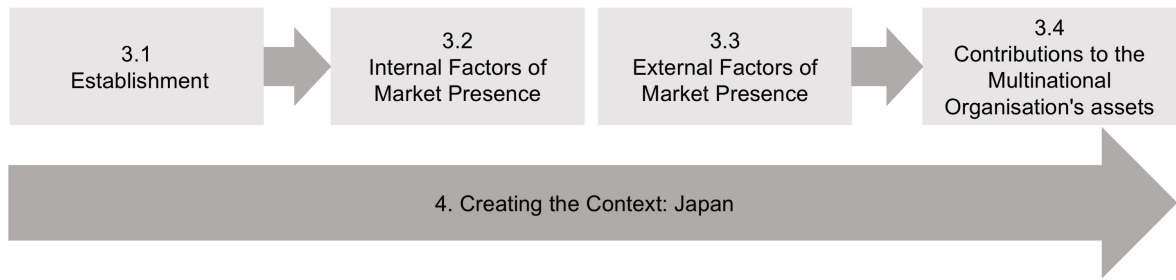 3.1
Establishment
3.2
Internal Factors of
Market Presence
3.3
External Factors of
Market Presence
3.4
Contributions to the
Multinational
Organisation's assets
4. Creating the Context: Japan